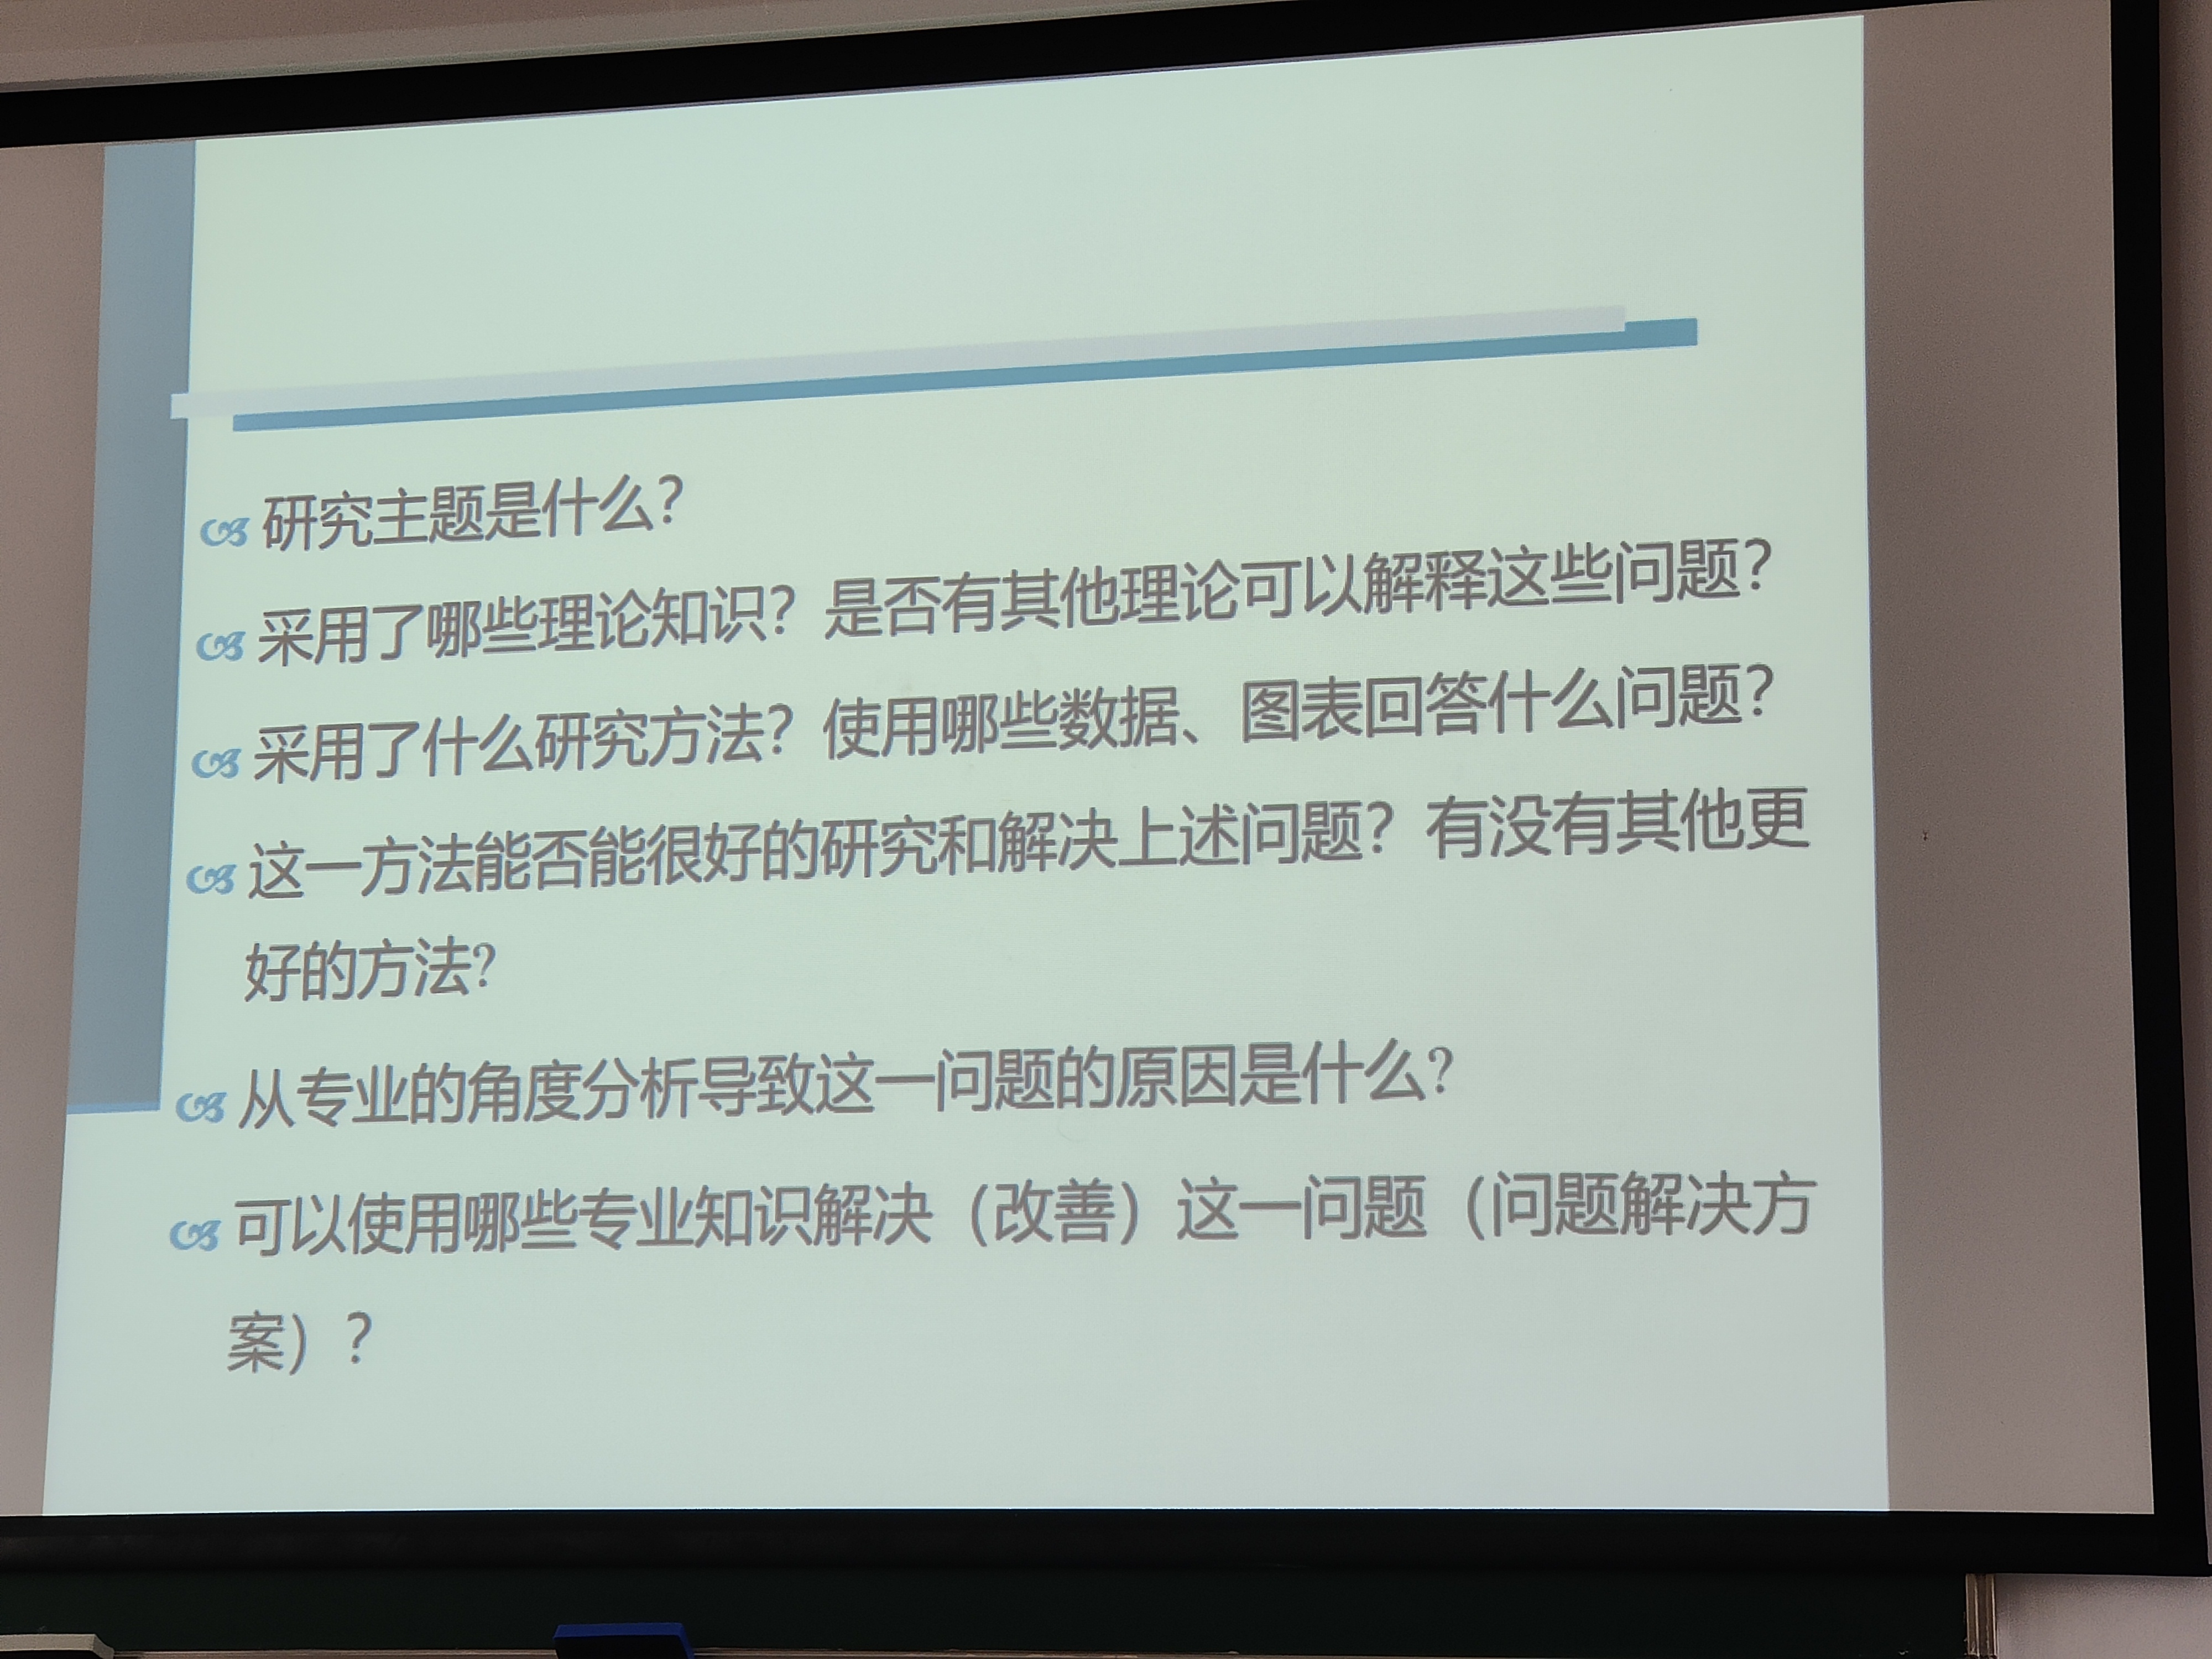 研究主题是什么？
采用了哪些理论知识？是否有其他理论可以解释这些问题？
采用了什么研究方法？使用哪些数据、图表回答什么问题？
这一方法能否能很好的研究和解决上述问题？有没有其他更
好的方法?
从专业的角度分析导致这一问题的原因是什么?
可以使用哪些专业知识解决（改善）这一问题（问题解决方
案）？